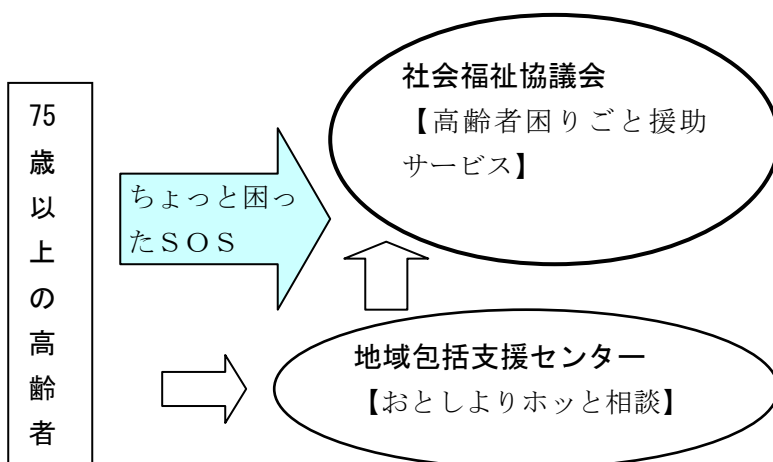 75歳以上の高齢者
社会福祉協議会
【高齢者困りごと援助
サービス】
ちょっと困っ
たＳＯＳ
地域包括支援センター
【おとしよりホッと相談】